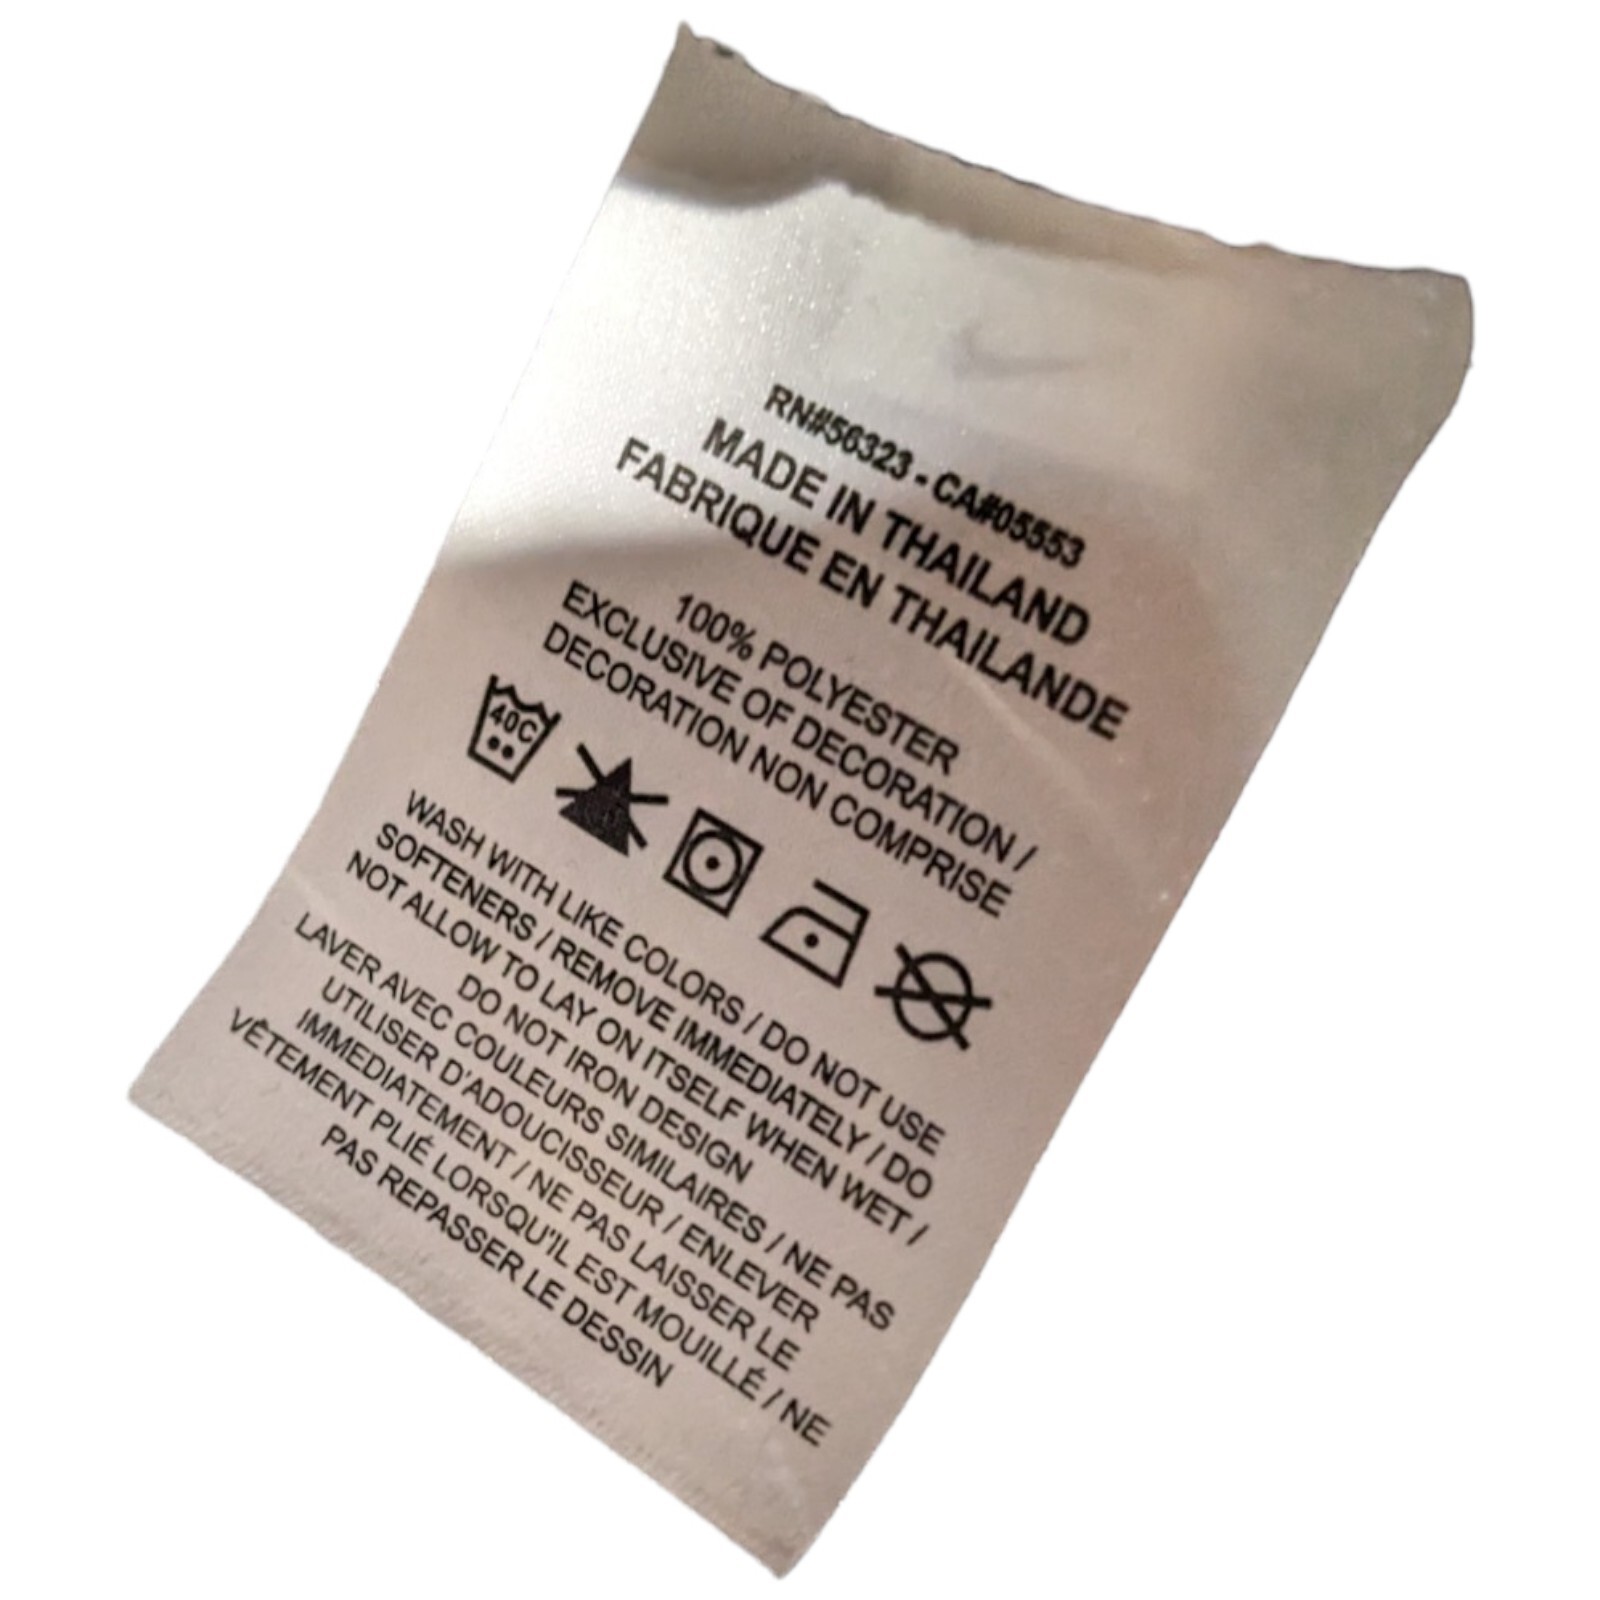 RN#56323 - CA#05553
MADE IN THAILAND
FABRIQUE EN THAILANDE
100% POLYESTER
EXCLUSIVE OF DECORATION /
DECORATION NON COMPRISE
40C
WASH WITH LIKE COLORS / DO NOT USE
SOFTENERS / REMOVE IMMEDIATELY / DO
NOT ALLOW TO LAY ON ITSELF WHEN WET /
DO NOT IRON DESIGN
LAVER AVEC COULEURS SIMILAIRES / NE PAS
UTILISER D'ADOUCISSEUR / ENLEVER
IMMEDIATEMENT / NE PAS LAISSER LE
VÊTEMENT PLIÉ LORSQU'IL EST MOUILLÉ / NE
PAS REPASSER LE DESSIN